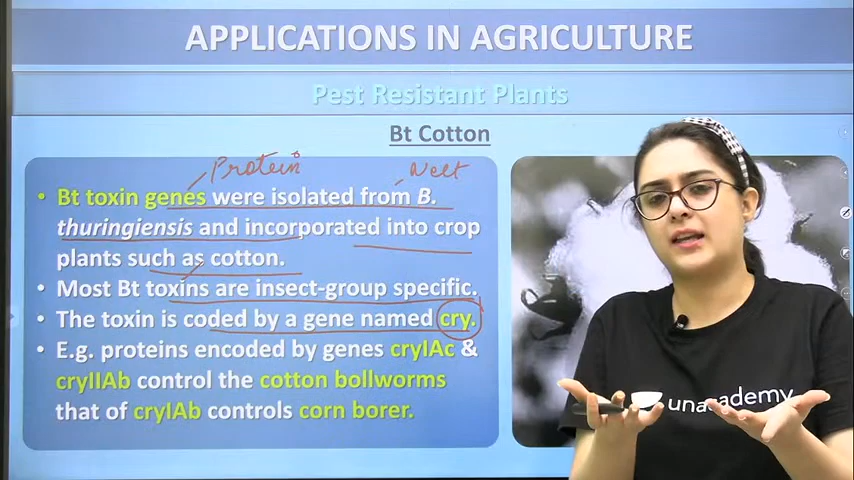 APPLICATIONS IN AGRICULTURE
Pest Resistant Plants
Bt Cotton
Protein
Neet
• Bt toxin genes were isolated from B.
thuringiensis and incorporated into crop
plants such as cotton.
• Most Bt toxins are insect-group specific.
• The toxin is coded by a gene named cry.
• E.g. proteins encoded by genes cryIAc &
cryIIAb control the cotton bollworms
that of cryIAb controls corn borer.
unacademy